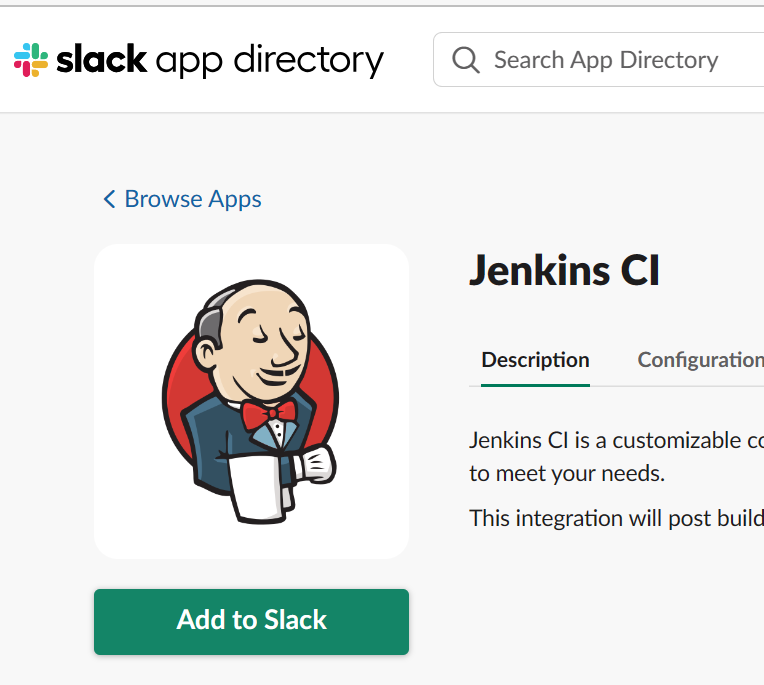 slack app directory
Search App Directory
Browse Apps
Jenkins CI
Description
Configuration
Jenkins CI is a customizable
to meet your needs.
This integration will post build
Add to Slack